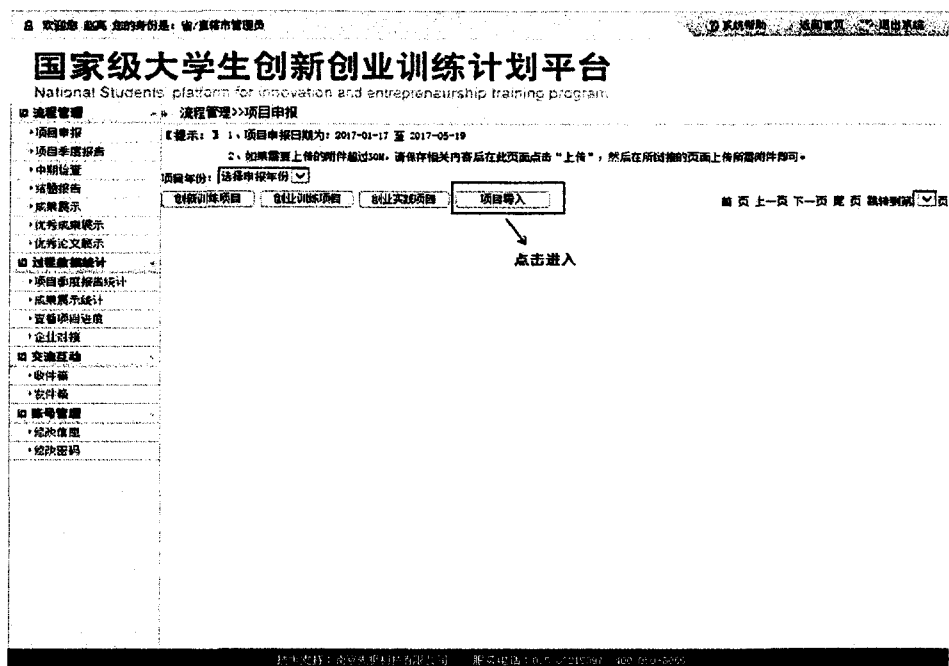 欢迎您 赵高 您的身份是：省/直辖市管理员
系统帮助 返回首页 退出系统
国家级大学生创新创业训练计划平台
National Students' platform for innovation and entrepreneurship training program.
流程管理
流程管理>>项目申报
项目申报
【提示：】1、项目申报日期为：2017-01-17 至 2017-05-19
项目季度报告
2、如果需要上传的附件超过50M，请保存相关内容后在此页面点击“上传”，然后在所链接的页面上传所需附件即可。
中期检查
项目年份：选择申报年份
结题报告
创新训练项目 创业训练项目 创业实践项目 项目导入
首 页 上一页 下一页 尾 页 跳转到第 页
成果展示
优秀成果展示
优秀论文展示
点击进入
过程数据统计
项目季度报告统计
成果展示统计
查看项目进度
企业对接
交流互动
收件箱
发件箱
账号管理
修改信息
修改密码